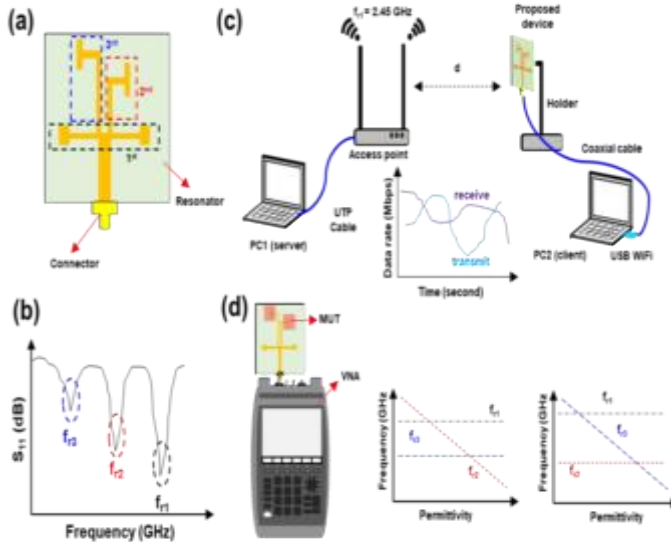 (a)
3rd
2nd
1st
Resonator
Connector
(b)
S11 (dB)
fr3
fr2
fr1
Frequency (GHz)
(c)
fr1 = 2.45 GHz
Proposed
device
d
Holder
Access point
Coaxial cable
UTP
Cable
PC1 (server)
Data rate (Mbps)
receive
transmit
Time (second)
PC2 (client)
USB WiFi
(d)
MUT
VNA
Frequency (GHz
fr1
fr3
fr2
Permittivity
Frequency (GHz
fr1
fr3
fr2
Permittivity